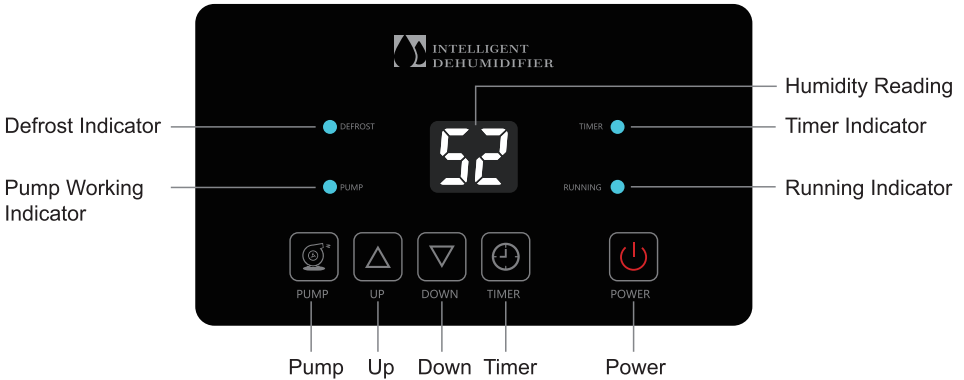 INTELLIGENT
DEHUMIDIFIER
Humidity Reading
Defrost Indicator
DEFROST
52
TIMER
Timer Indicator
Pump Working
Indicator
PUMP
RUNNING
Running Indicator
PUMP
UP
DOWN
TIMER
POWER
Pump
Up
Down
Timer
Power